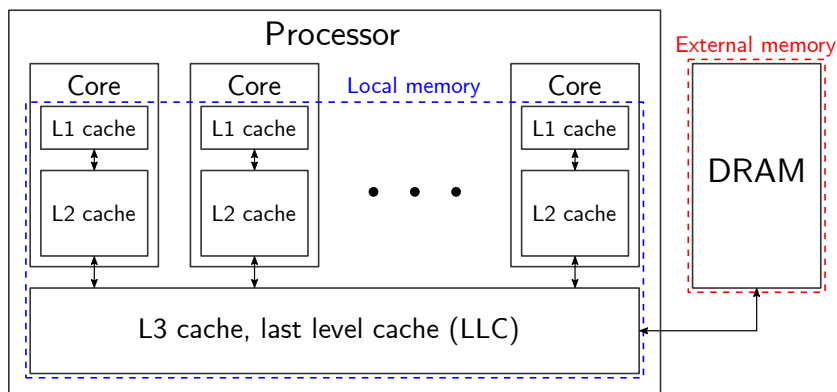 Processor
External memory
Core
Core
Local memory
Core
L1 cache
L1 cache
L1 cache
DRAM
L2 cache
L2 cache
L2 cache
L3 cache, last level cache (LLC)